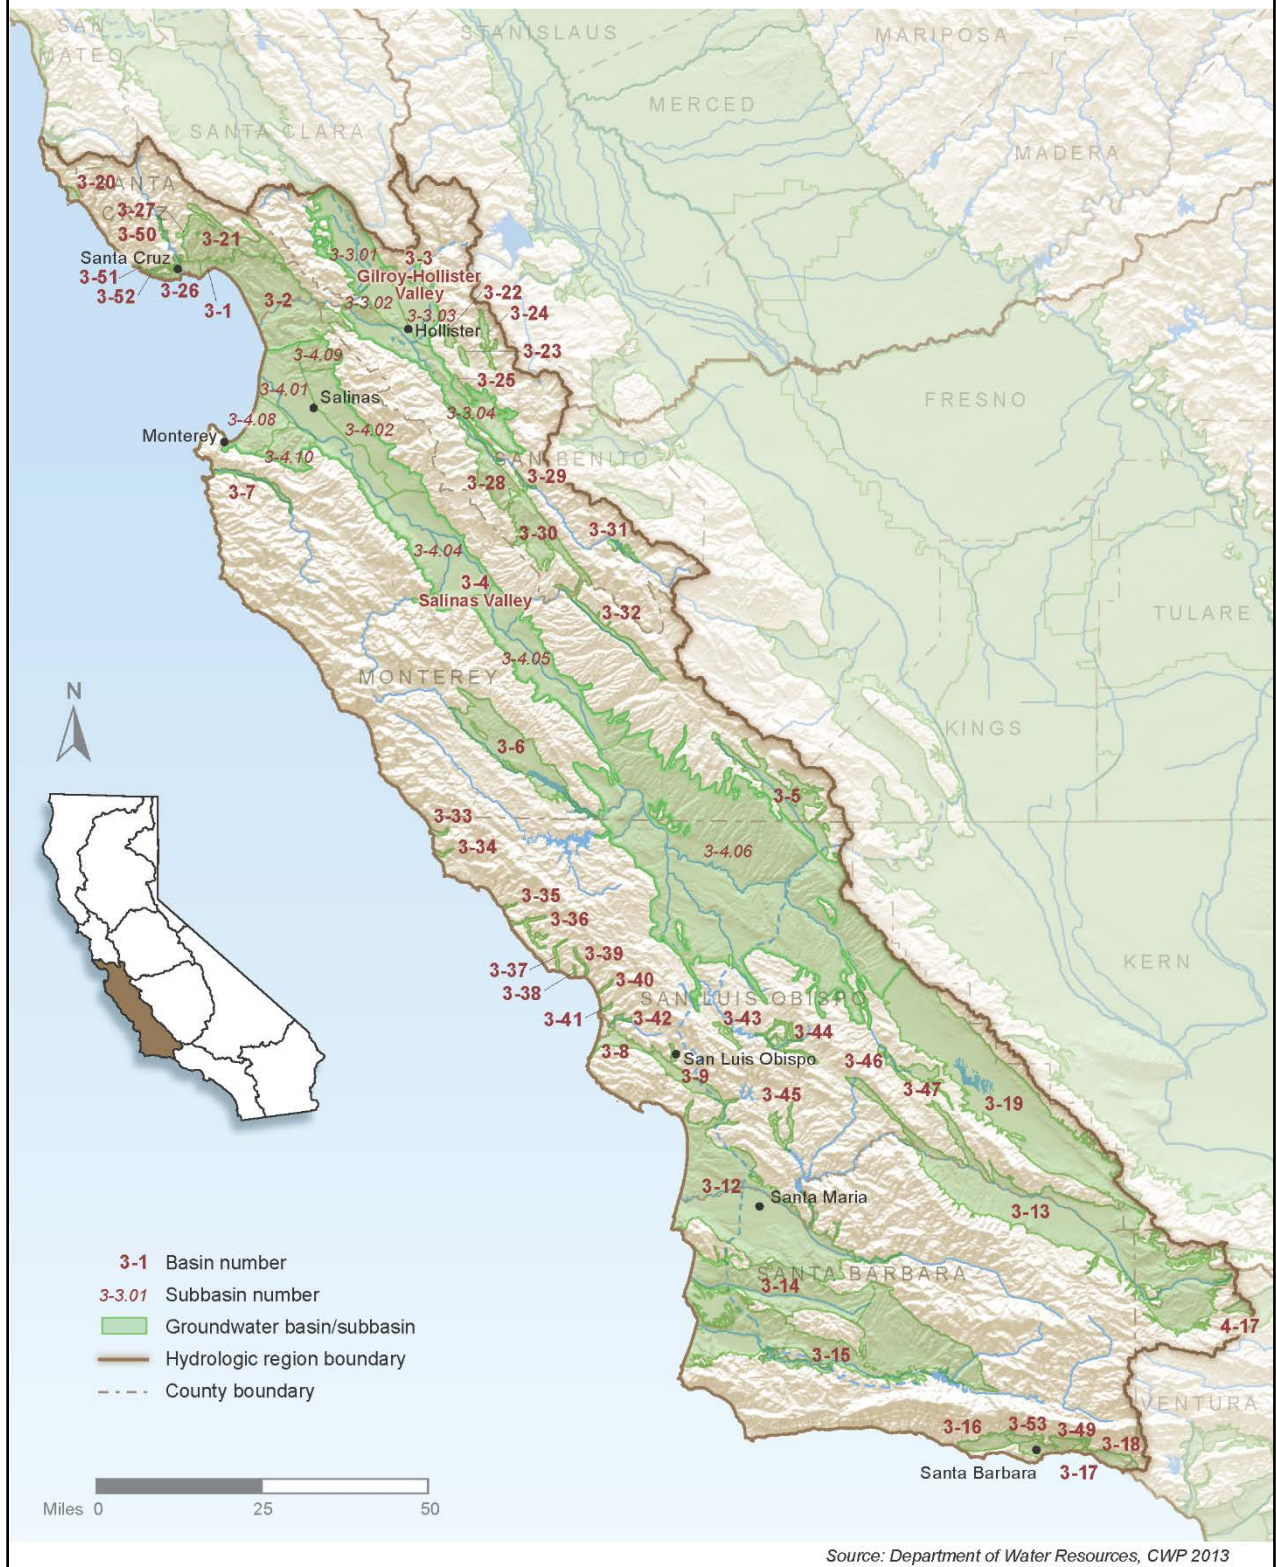 SAN
MATEO
STANISLAUS
MARIPOSA
MERCED
SANTA CLARA
MADERA
3-20
SANTA
CRUZ
3-27
3-50
3-21
Santa Cruz
3-51
3-52
3-26
3-1
3-2
3-3.01
3-3
Gilroy-Hollister
Valley
3-3.02
3-3.03
Hollister
3-22
3-24
3-23
3-25
3-4.09
3-4.01
Salinas
3-3.04
FRESNO
3-4.08
3-4.02
Monterey
3-4.10
SAN BENITO
3-7
3-28
3-29
3-30
3-31
3-4.04
3-4
Salinas Valley
3-32
TULARE
3-4.05
MONTEREY
N
3-6
KINGS
3-5
3-33
3-34
3-4.06
3-35
3-36
3-39
3-37
3-38
3-40
KERN
SAN LUIS OBISPO
3-41
3-42
3-43
3-44
3-8
San Luis Obispo
3-46
3-9
3-45
3-47
3-19
3-12
Santa Maria
3-13
SANTA BARBARA
3-14
4-17
3-15
VENTURA
3-16
3-53
3-49
3-18
Santa Barbara
3-17
3-1 Basin number
3-3.01 Subbasin number
Groundwater basin/subbasin
Hydrologic region boundary
County boundary
Miles 0 25 50
Source: Department of Water Resources, CWP 2013